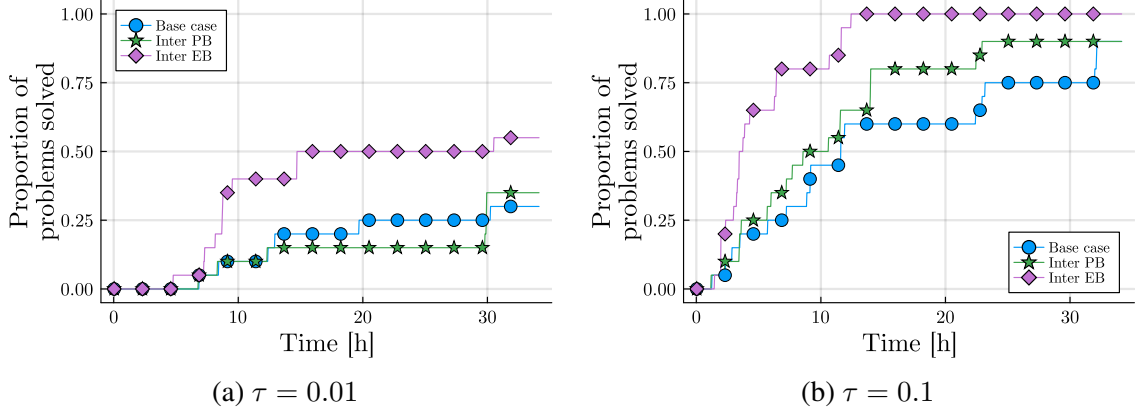 Proportion of
problems solved
1.00
0.75
0.50
0.25
0.00
Base case
Inter PB
Inter EB
0
10
20
30
Time [h]
(a) τ = 0.01
Proportion of
problems solved
1.00
0.75
0.50
0.25
0.00
Base case
Inter PB
Inter EB
0
10
20
30
Time [h]
(b) τ = 0.1